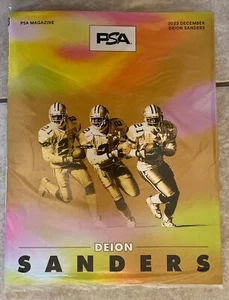 PSA MAGAZINE
2023 DECEMBER
DEION SANDERS
PSA
DEION
SANDERS